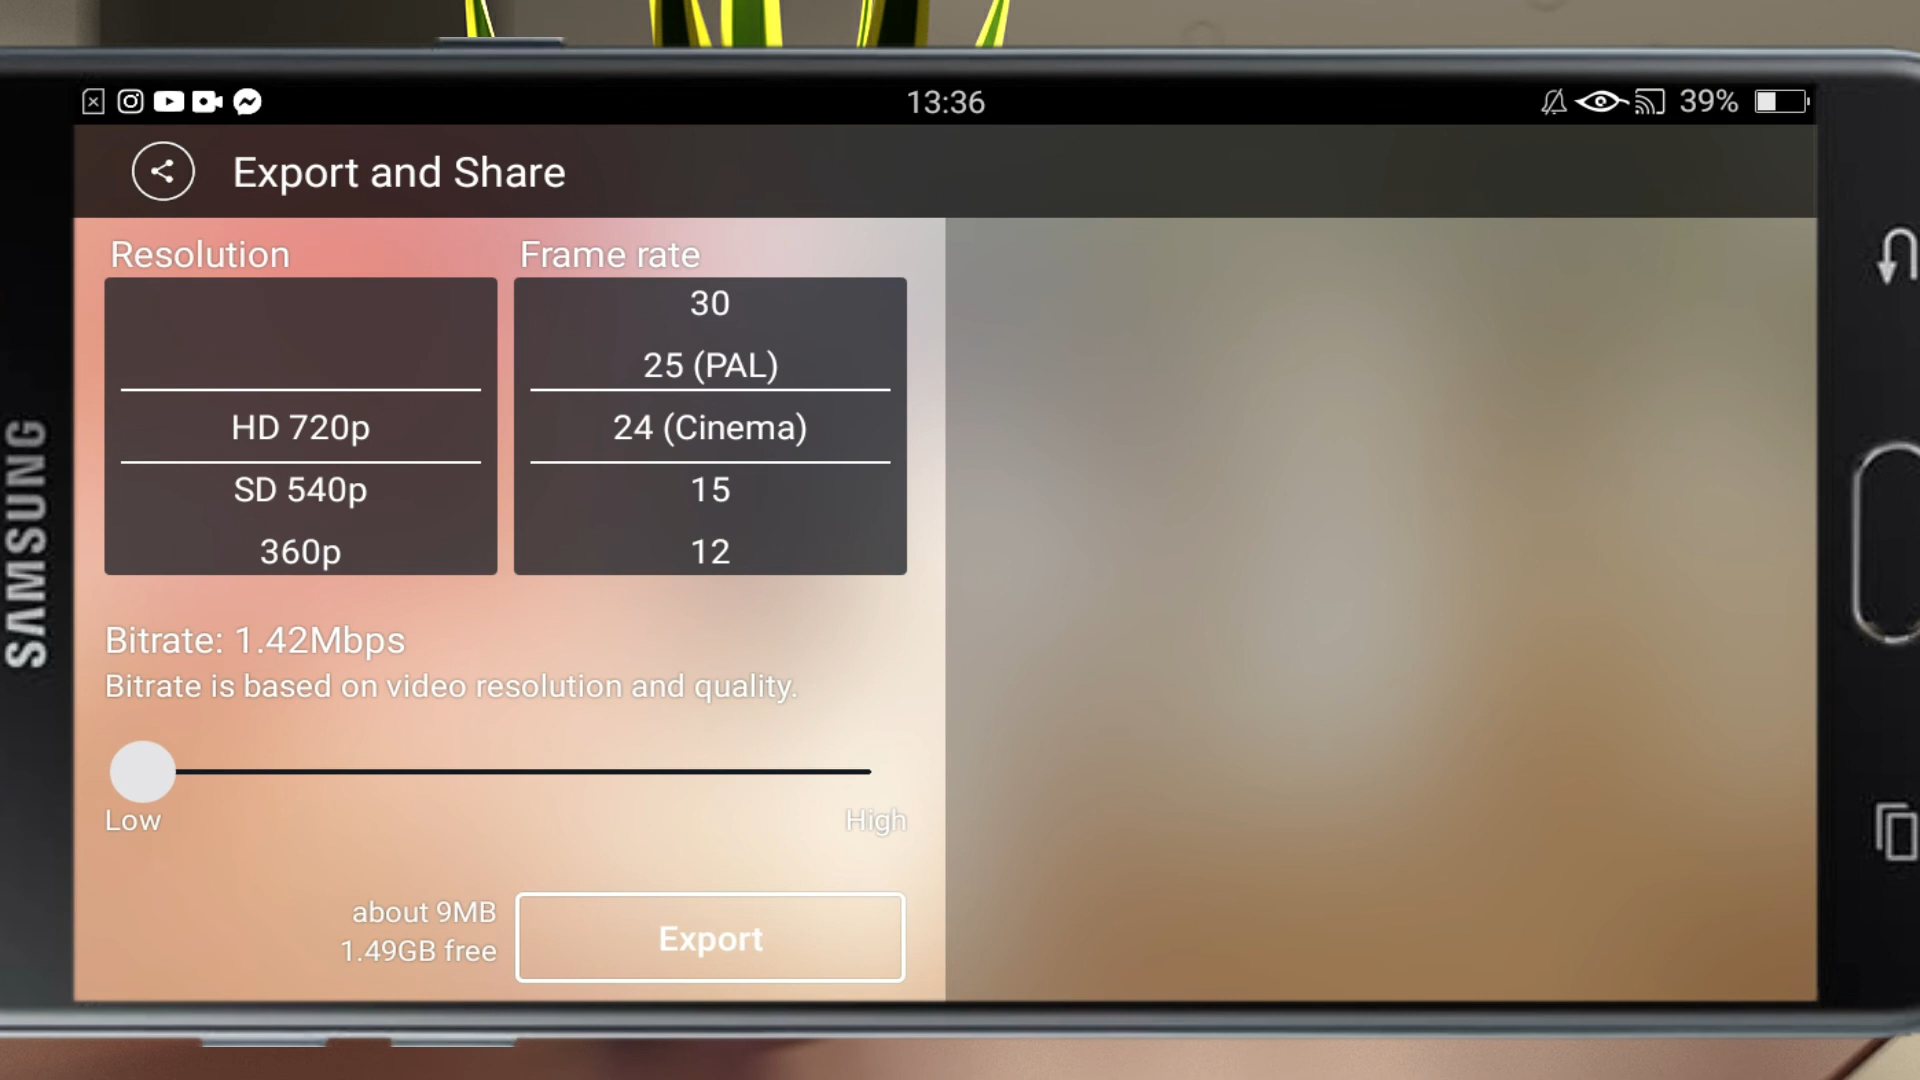 13:36
39%
Export and Share
Resolution
Frame rate
30
25 (PAL)
HD 720p
24 (Cinema)
SD 540p
15
360p
12
Bitrate: 1.42Mbps
Bitrate is based on video resolution and quality.
Low
High
about 9MB
1.49GB free
Export
SAMSUNG